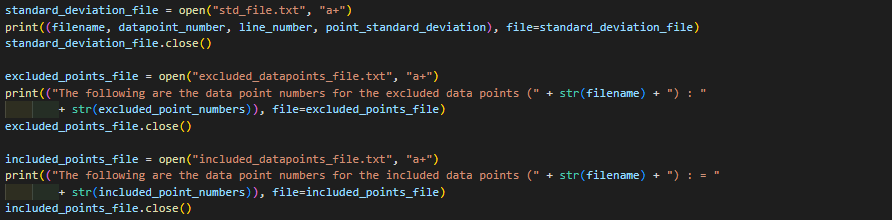 standard_deviation_file = open("std_file.txt", "a+")
print((filename, datapoint_number, line_number, point_standard_deviation), file=standard_deviation_file)
standard_deviation_file.close()
excluded_points_file = open("excluded_datapoints_file.txt", "a+")
print(("The following are the data point numbers for the excluded data points (" + str(filename) + ") : "
+ str(excluded_point_numbers)), file=excluded_points_file)
excluded_points_file.close()
included_points_file = open("included_datapoints_file.txt", "a+")
print(("The following are the data point numbers for the included data points (" + str(filename) + ") : = "
+ str(included_point_numbers)), file=included_points_file)
included_points_file.close()